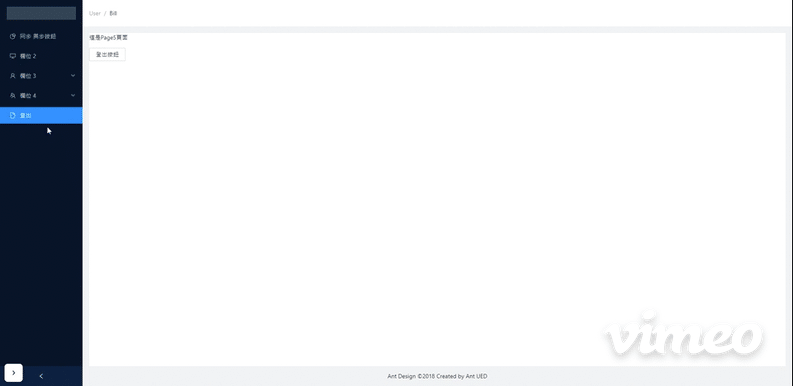 User / Bill
同步 異步按鈕
欄位 2
欄位 3
欄位 4
登出
這是Page5頁面
登出按鈕
vimeo
Ant Design ©2018 Created by Ant UED